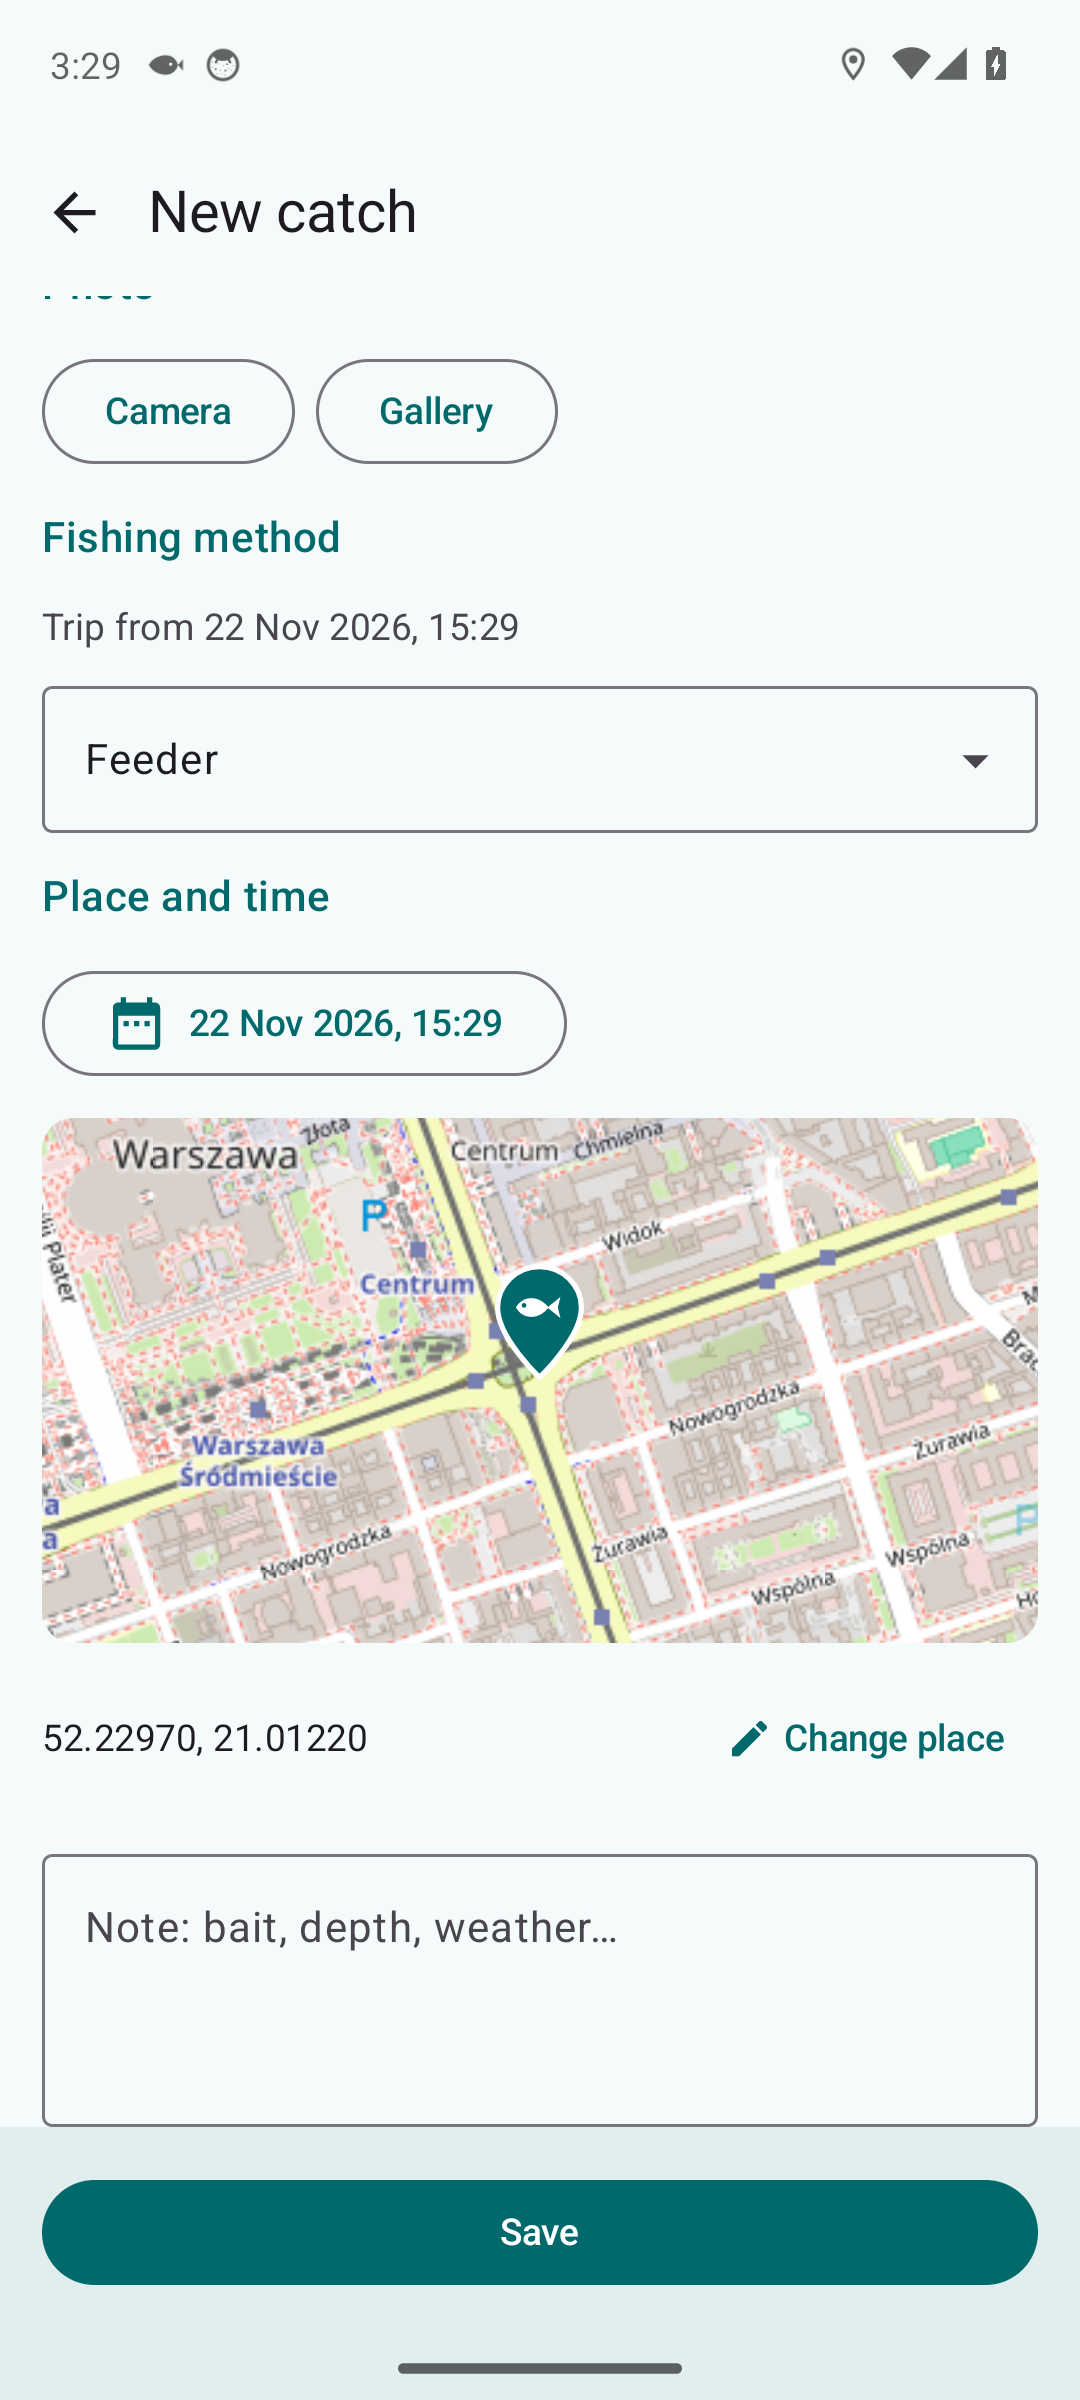 3:29
New catch
Photo
Camera
Gallery
Fishing method
Trip from 22 Nov 2026, 15:29
Feeder
Place and time
22 Nov 2026, 15:29
Warszawa
Złota
Centrum
Chmielna
P
Widok
Centrum
Nowogrodzka
Żurawia
Warszawa
Śródmieście
a
a
Nowogrodzka
Żurawia
Wspólna
P
Wspólna
52.22970, 21.01220
Change place
Note: bait, depth, weather…
Save